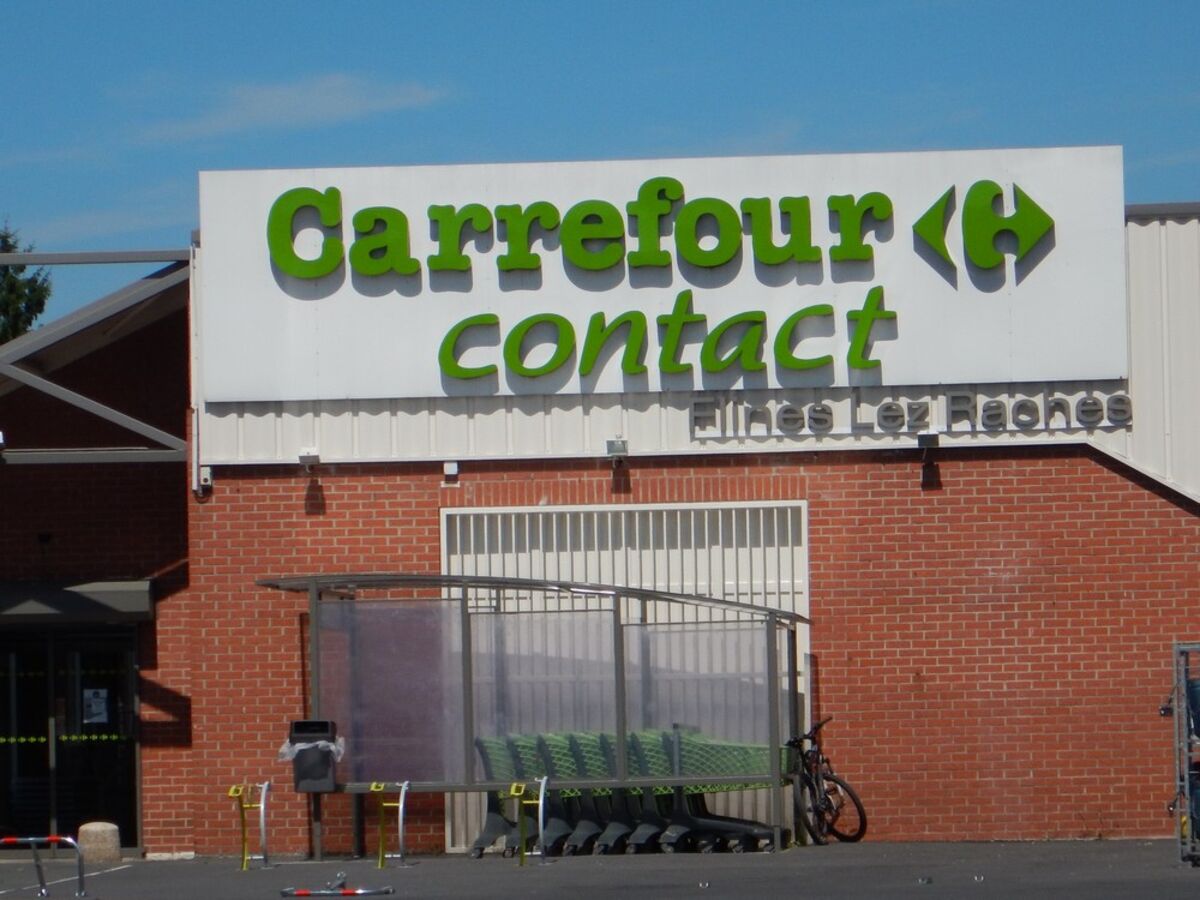 Carrefour
contact
Flines Lez Raches